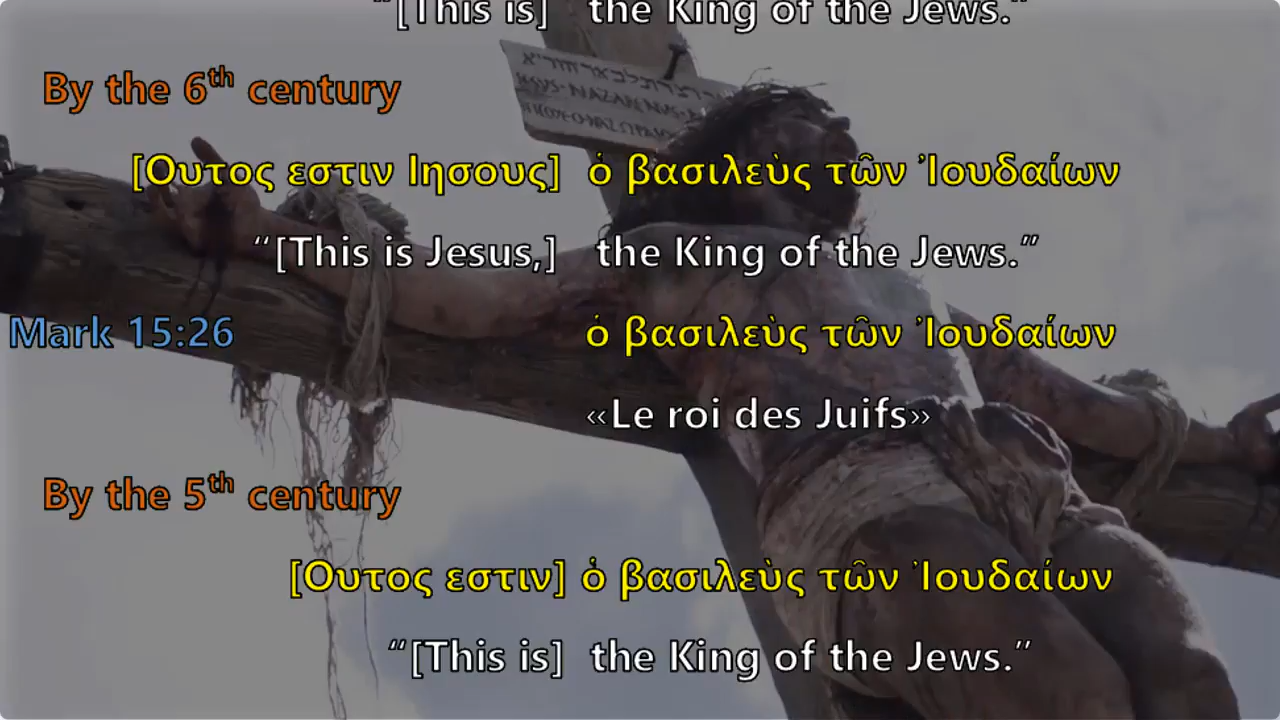 “[This is] the King of the Jews.”
By the 6th century
[Ουτος εστιν Ιησους] ὁ βασιλεὺς τῶν Ἰουδαίων
“[This is Jesus,] the King of the Jews.”
Mark 15:26 ὁ βασιλεὺς τῶν Ἰουδαίων
«Le roi des Juifs»
By the 5th century
[Ουτος εστιν] ὁ βασιλεὺς τῶν Ἰουδαίων
“[This is] the King of the Jews.”